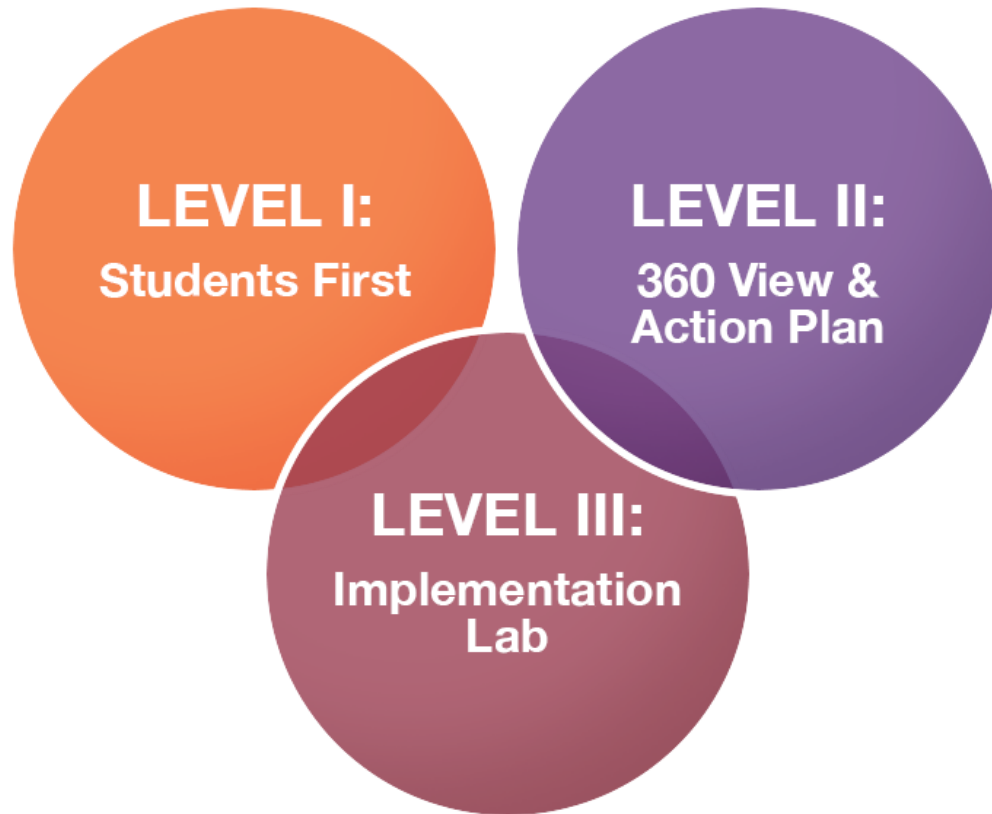 LEVEL I:
Students First
LEVEL II:
360 View &
Action Plan
LEVEL III:
Implementation
Lab